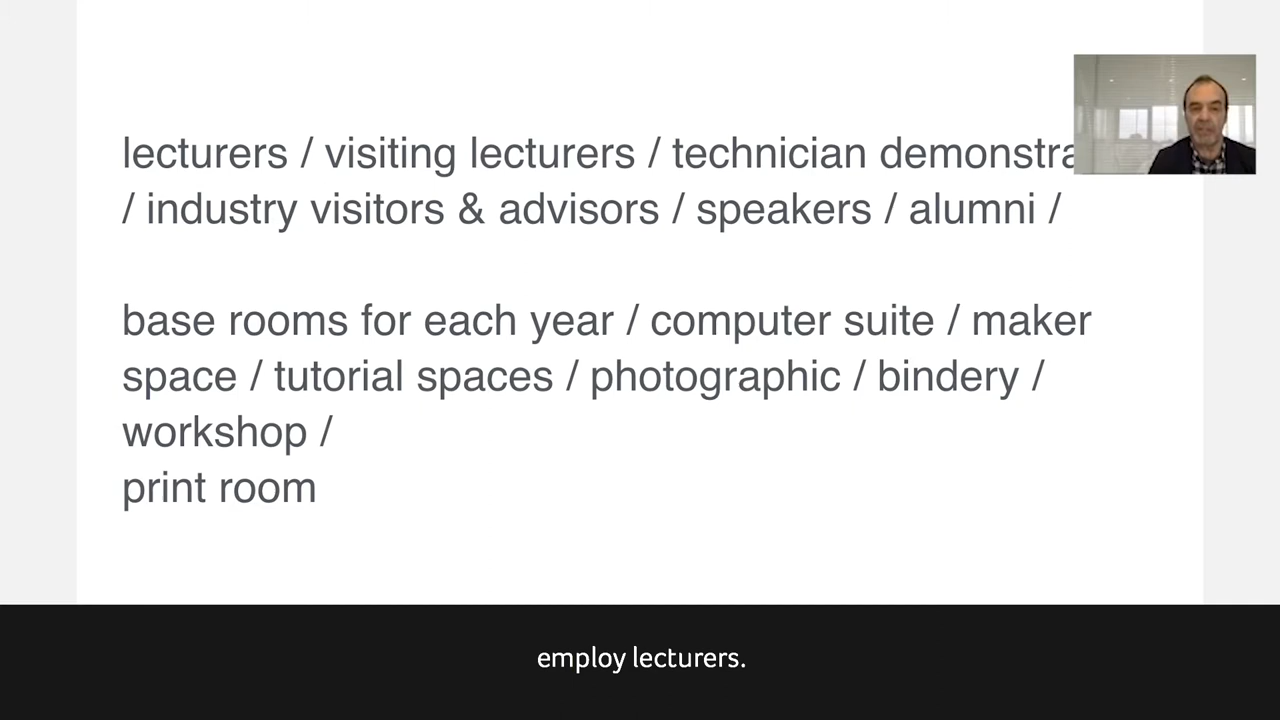 lecturers / visiting lecturers / technician
/ industry visitors & advisors / speakers / alumni /
base rooms for each year / computer suite / maker
space / tutorial spaces / photographic / bindery /
workshop /
print room
employ lecturers.